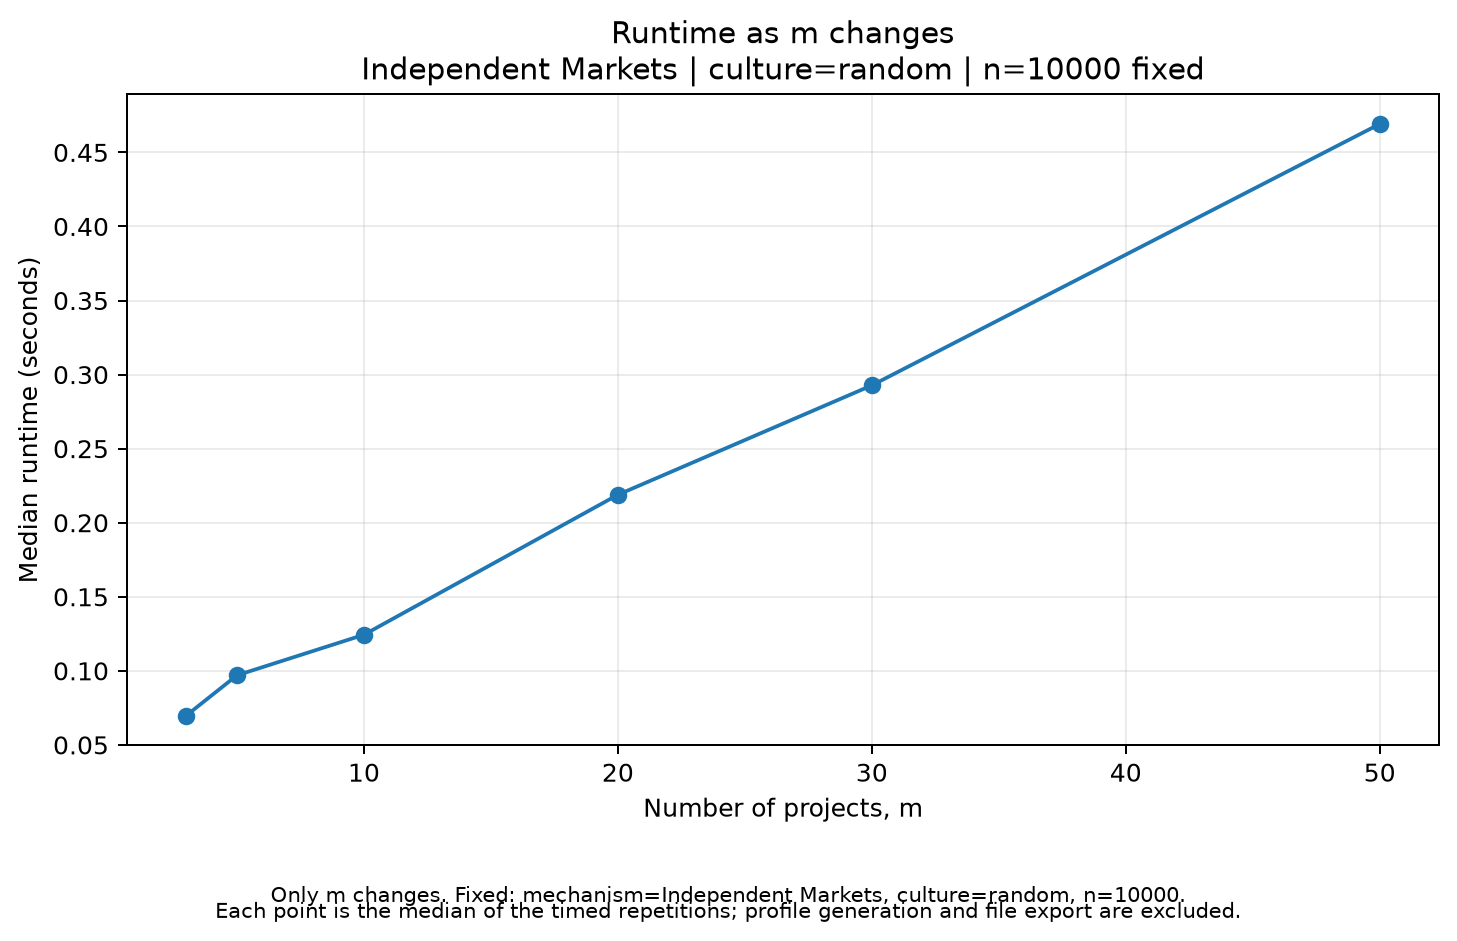 Runtime as m changes
Independent Markets | culture=random | n=10000 fixed
Median runtime (seconds)
0.45
0.40
0.35
0.30
0.25
0.20
0.15
0.10
0.05
10 20 30 40 50
Number of projects, m
Only m changes. Fixed: mechanism=Independent Markets, culture=random, n=10000.
Each point is the median of the timed repetitions; profile generation and file export are excluded.